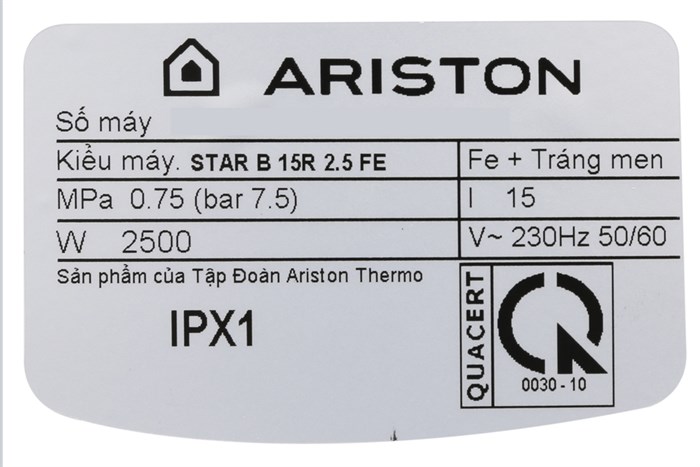 ARISTON
Số máy
Kiểu máy. STAR B 15R 2.5 FE
Fe + Tráng men
MPa 0.75 (bar 7.5)
l 15
W 2500
V~ 230Hz 50/60
Sản phẩm của Tập Đoàn Ariston Thermo
IPX1
QUACERT
0030 - 10